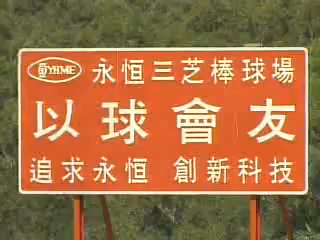 永恒三芝棒球場
以球會友
追求永恒 創新科技